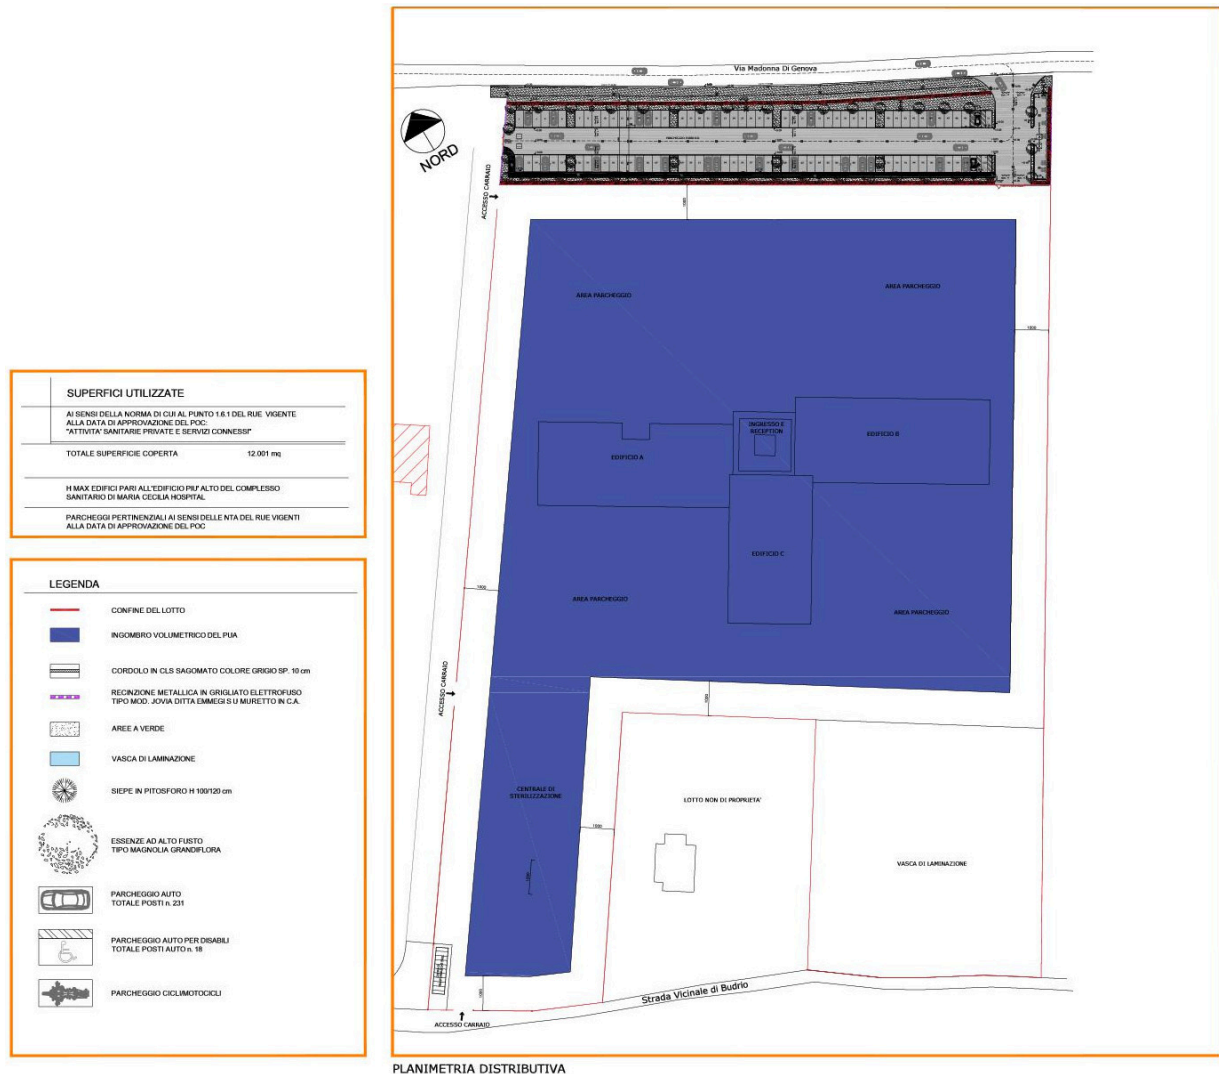 SUPERFICI UTILIZZATE
AI SENSI DELLA NORMA DI CUI AL PUNTO 1.6.1 DEL RUE VIGENTE
ALLA DATA DI APPROVAZIONE DEL POC:
"ATTIVITA' SANITARIE PRIVATE E SERVIZI CONNESSI"
TOTALE SUPERFICIE COPERTA 12.001 mq
H MAX EDIFICI PARI ALL'EDIFICIO PIU' ALTO DEL COMPLESSO
SANITARIO DI MARIA CECILIA HOSPITAL
PARCHEGGI PERTINENZIALI AI SENSI DELLE NTA DEL RUE VIGENTI
ALLA DATA DI APPROVAZIONE DEL POC
LEGENDA
CONFINE DEL LOTTO
INGOMBRO VOLUMETRICO DEL PUA
CORDOLO IN CLS SAGOMATO COLORE GRIGIO SP. 10 cm
RECINZIONE METALLICA IN GRIGLIATO ELETTROFUSO
TIPO MOD. JOVIA DITTA EMMEGI SU MURETTO IN C.A.
AREE A VERDE
VASCA DI LAMINAZIONE
SIEPE IN PITOSFORO H 100/120 cm
ESSENZE AD ALTO FUSTO
TIPO MAGNOLIA GRANDIFLORA
PARCHEGGIO AUTO
TOTALE POSTI n. 231
PARCHEGGIO AUTO PER DISABILI
TOTALE POSTI AUTO n. 18
PARCHEGGIO CICLI/MOTOCICLI
Via Madonna Di Genova
NORD
ACCESSO CARRAIO
AREA PARCHEGGIO
AREA PARCHEGGIO
INGRESSO E
RECEPTION
EDIFICIO B
EDIFICIO A
EDIFICIO C
AREA PARCHEGGIO
AREA PARCHEGGIO
ACCESSO CARRAIO
CENTRALE DI
STERILIZZAZIONE
LOTTO NON DI PROPRIETA'
VASCA DI LAMINAZIONE
Strada Vicinale di Budrio
ACCESSO CARRAIO
PLANIMETRIA DISTRIBUTIVA